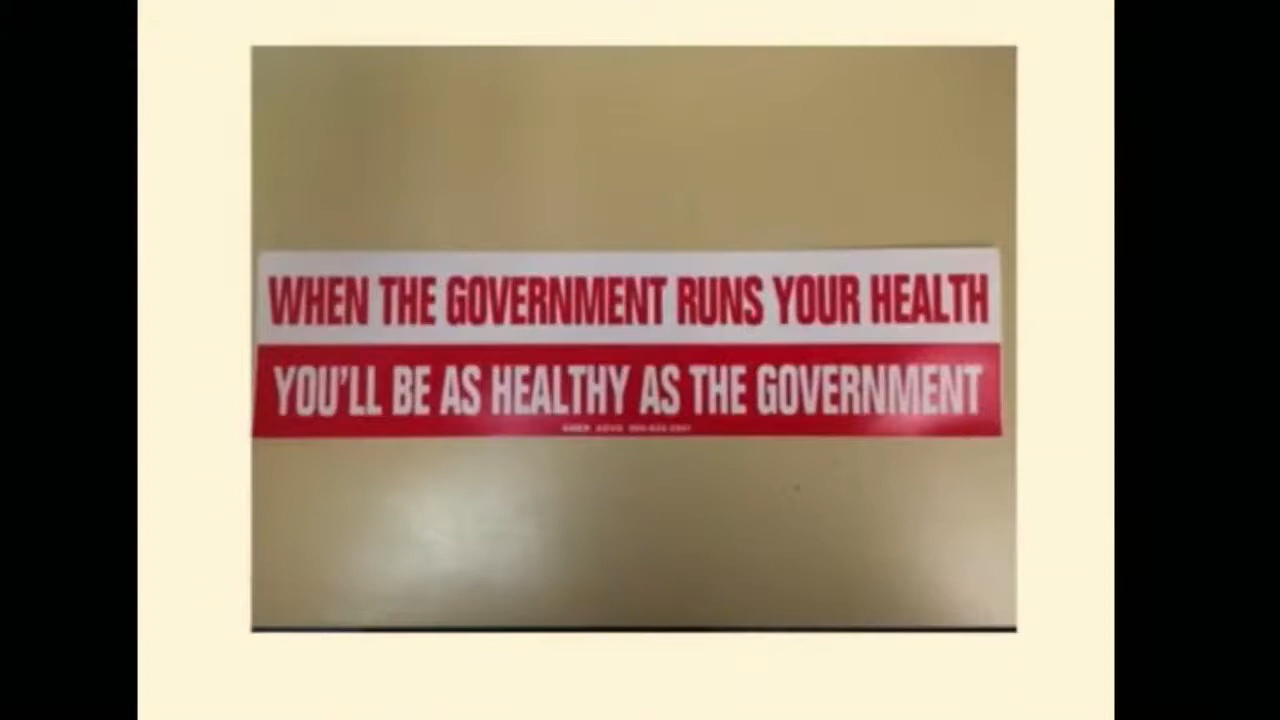 WHEN THE GOVERNMENT RUNS YOUR HEALTH
YOU'LL BE AS HEALTHY AS THE GOVERNMENT